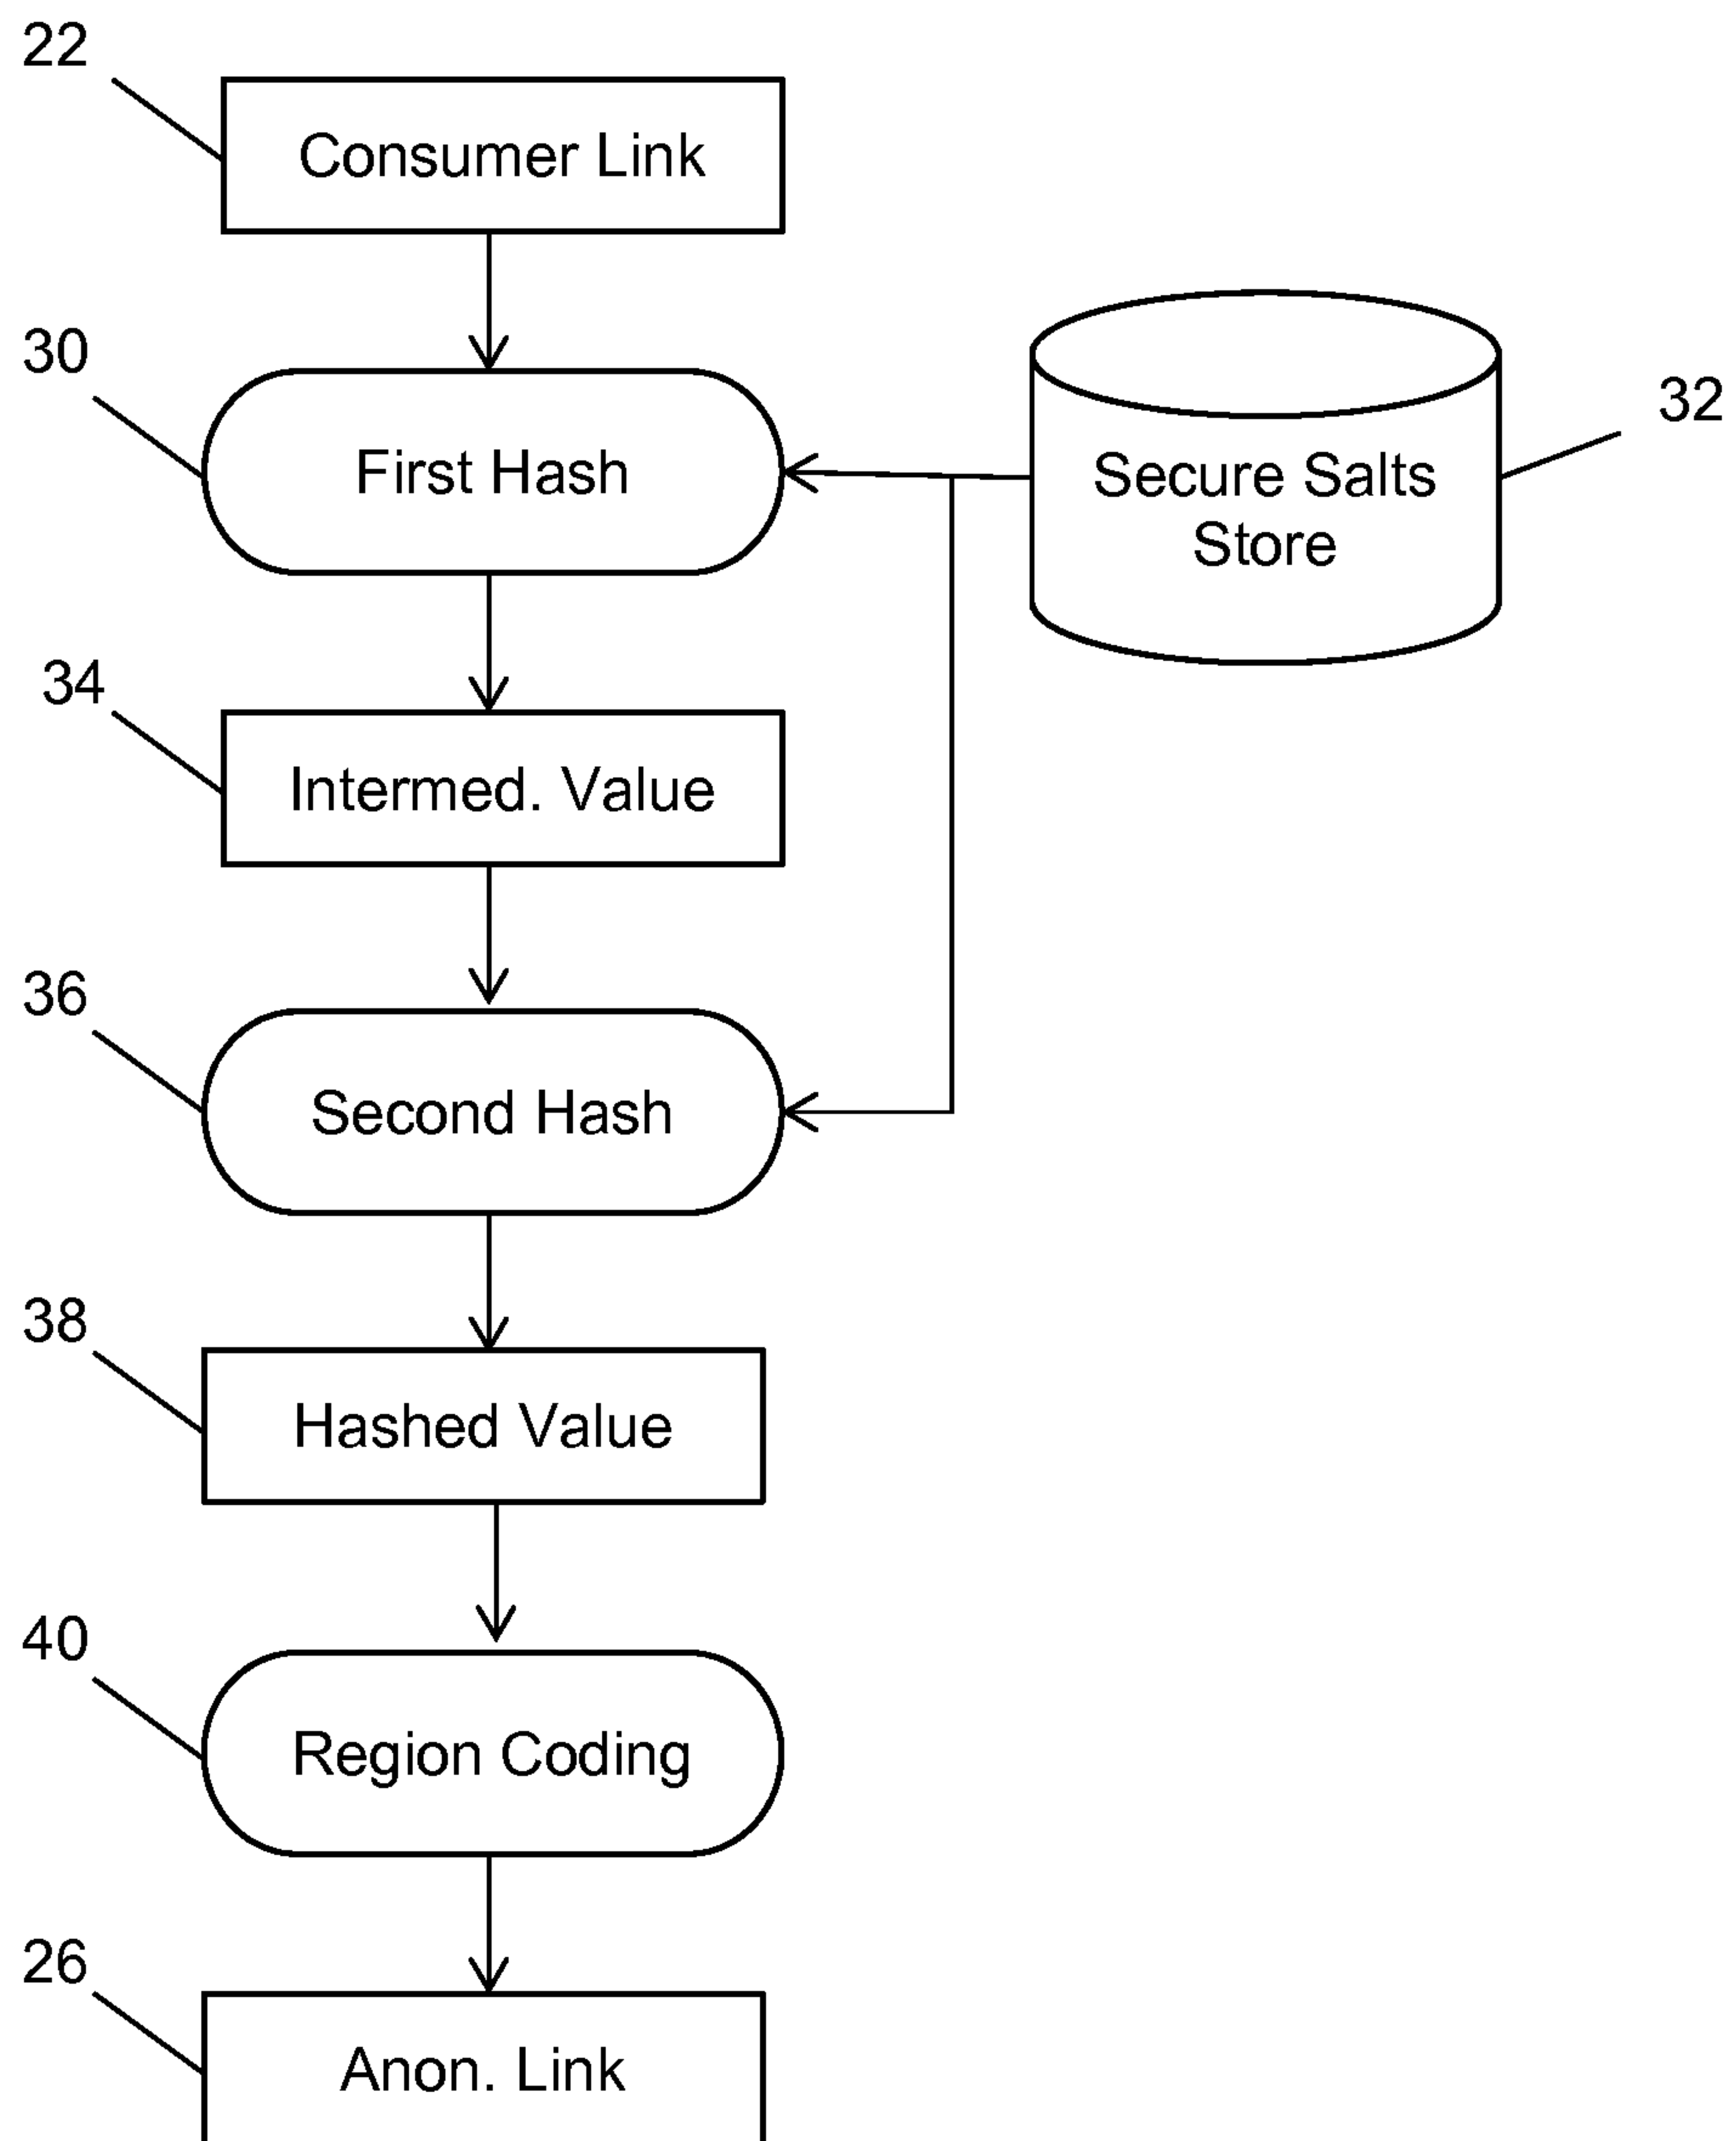 22
Consumer Link
30
First Hash
32
Secure Salts
Store
34
Intermed. Value
36
Second Hash
38
Hashed Value
40
Region Coding
26
Anon. Link